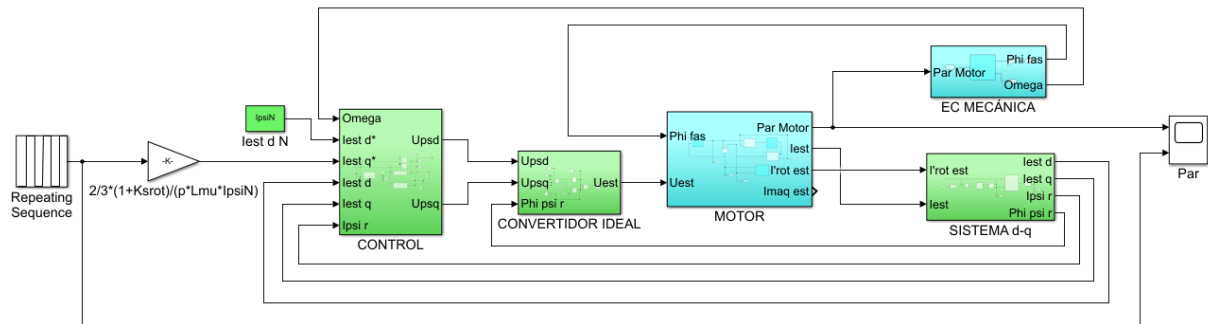 Repeating
Sequence
-K-
2/3*(1+Ksrot)/(p*Lmu*IpsiN)
IpsiN
Iest d N
Omega
Iest d*
Iest q*
Iest d
Iest q
Ipsi r
Upsd
Upsq
CONTROL
Upsd
Upsq
Phi psi r
Uest
CONVERTIDOR IDEAL
Phi fas
Uest
Par Motor
Iest
I'rot est
Imaq est
MOTOR
Par Motor
Phi fas
Omega
EC MECÁNICA
I'rot est
Iest
Iest d
Iest q
Ipsi r
Phi psi r
SISTEMA d-q
Par